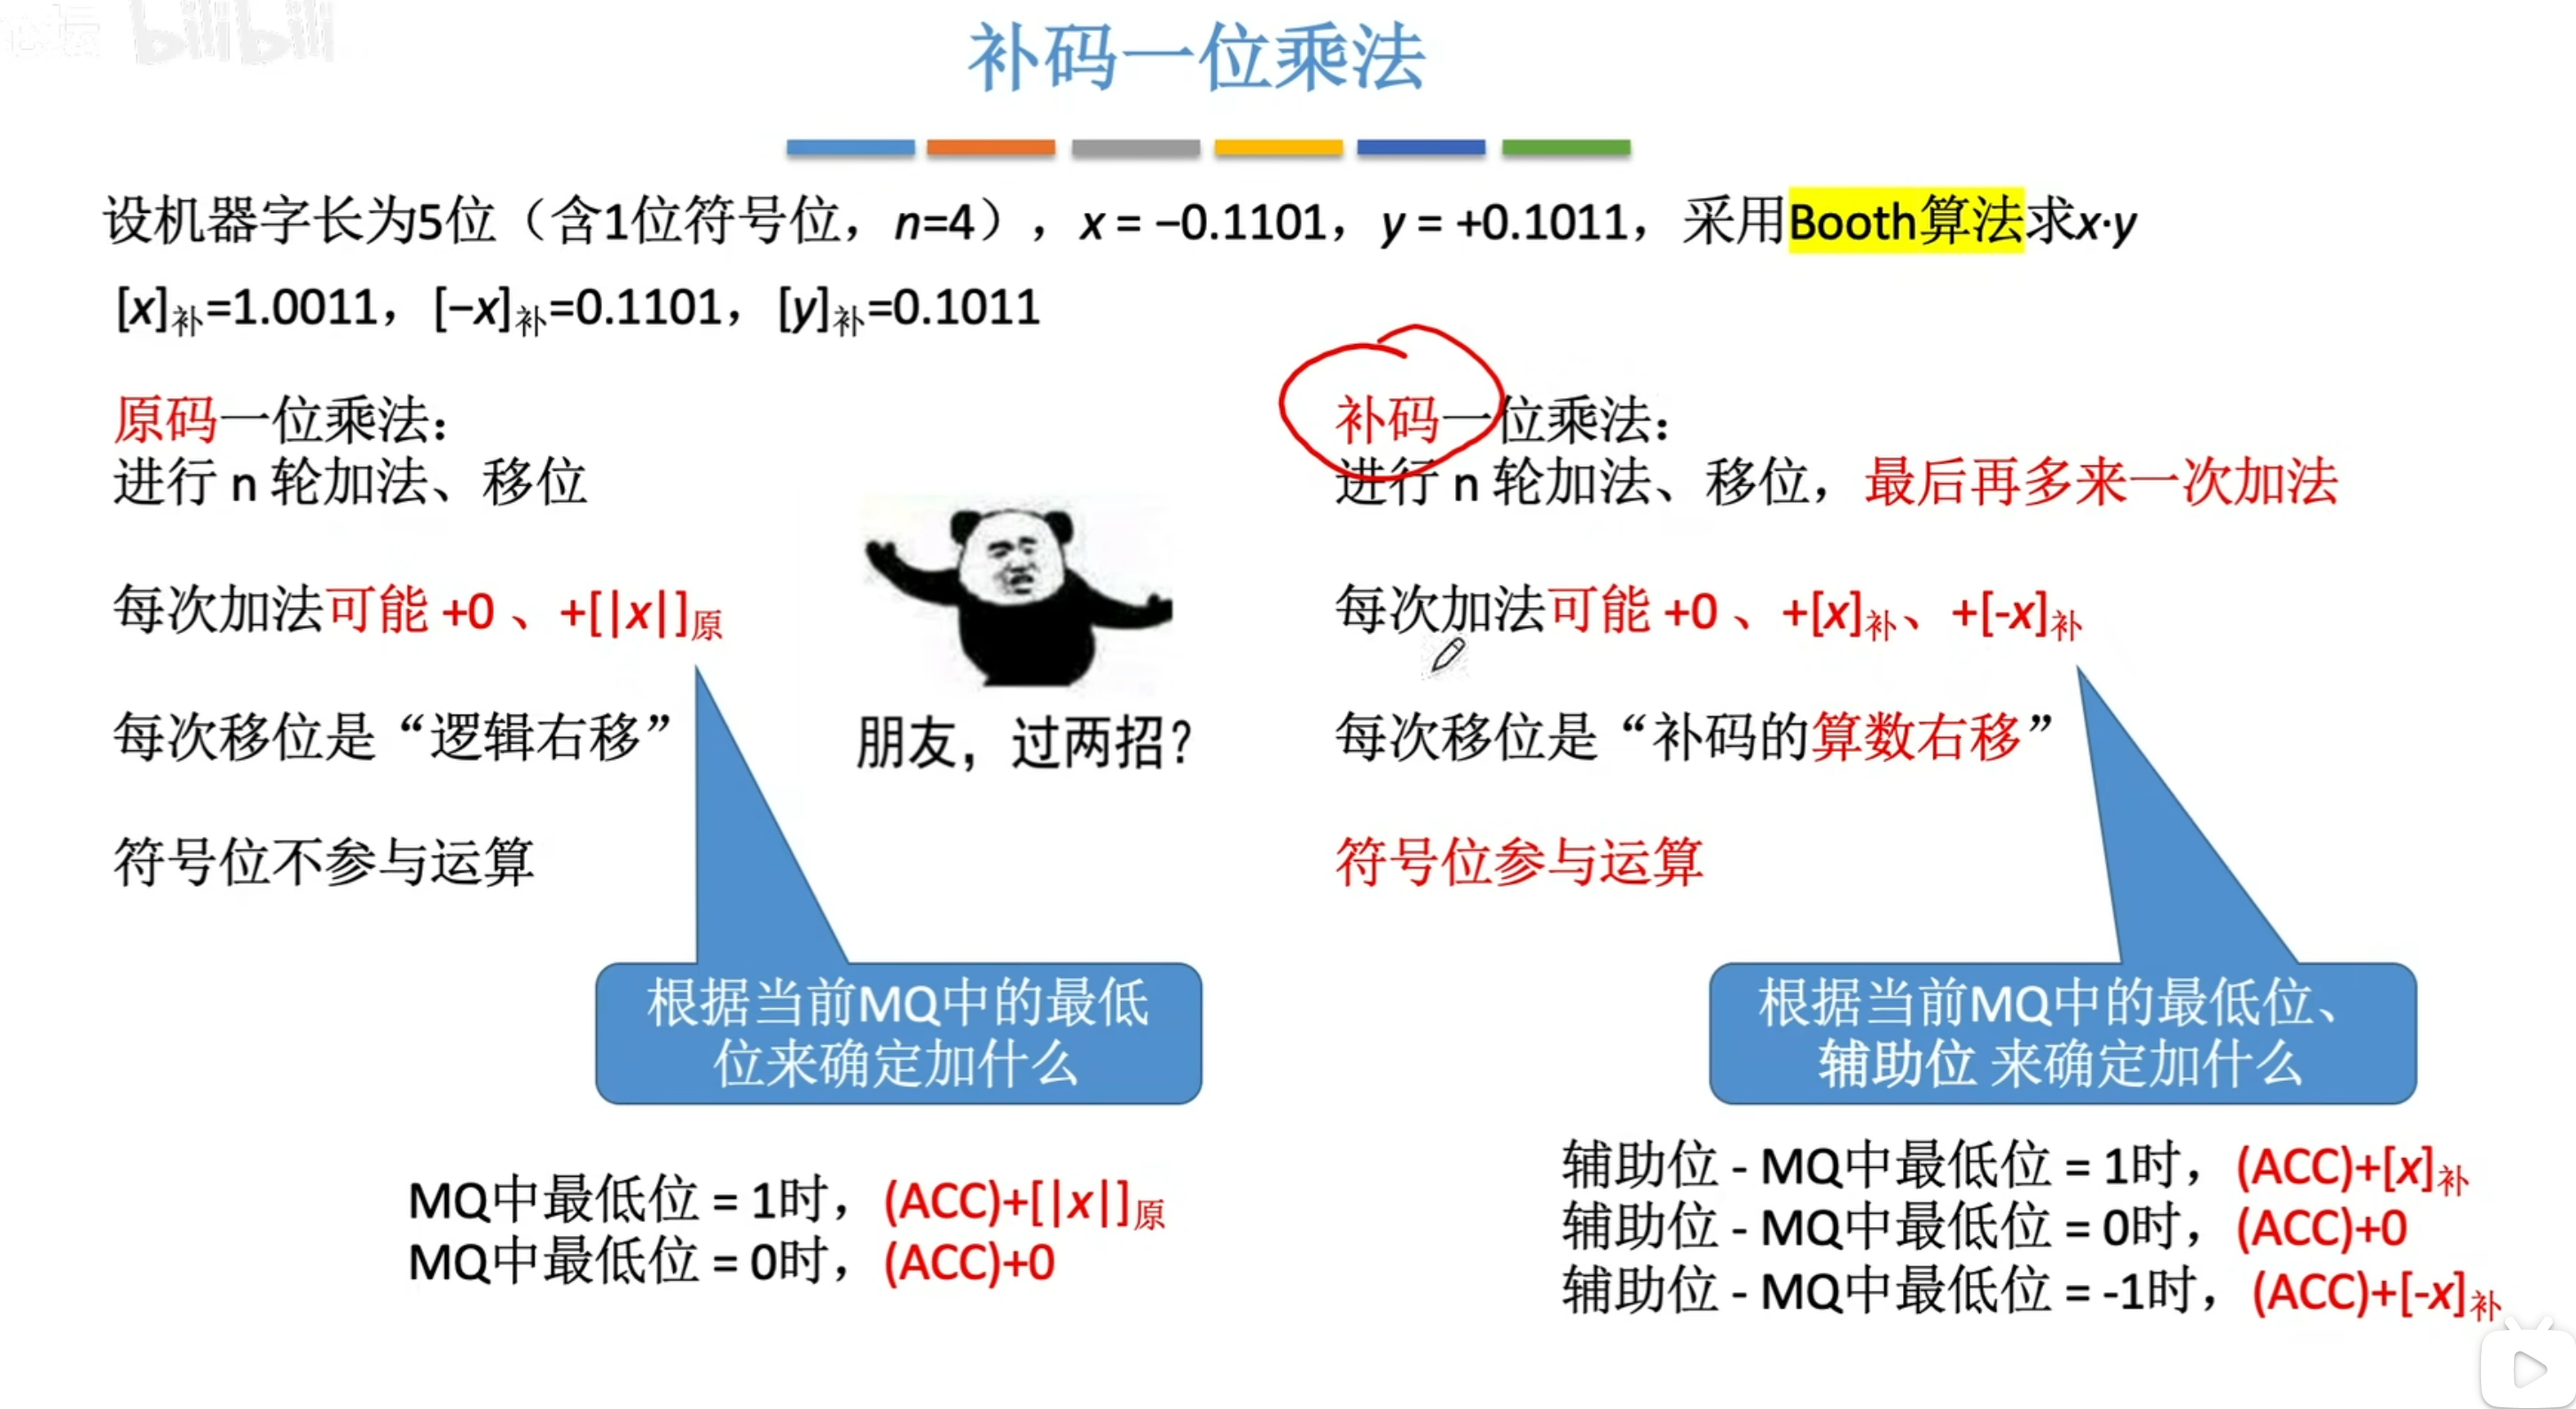 论坛 bilibili
补码一位乘法
设机器字长为5位（含1位符号位，n=4），x = −0.1101，y = +0.1011，采用Booth算法求x·y
[x]补=1.0011，[−x]补=0.1101，[y]补=0.1011
原码一位乘法：
进行 n 轮加法、移位
每次加法可能 +0 、+[|x|]原
每次移位是“逻辑右移”
符号位不参与运算
根据当前MQ中的最低
位来确定加什么
MQ中最低位 = 1时，(ACC)+[|x|]原
MQ中最低位 = 0时，(ACC)+0
朋友，过两招？
补码一位乘法：
进行 n 轮加法、移位，最后再多来一次加法
每次加法可能 +0 、+[x]补、+[-x]补
每次移位是“补码的算数右移”
符号位参与运算
根据当前MQ中的最低位、
辅助位 来确定加什么
辅助位 - MQ中最低位 = 1时，(ACC)+[x]补
辅助位 - MQ中最低位 = 0时，(ACC)+0
辅助位 - MQ中最低位 = -1时，(ACC)+[-x]补